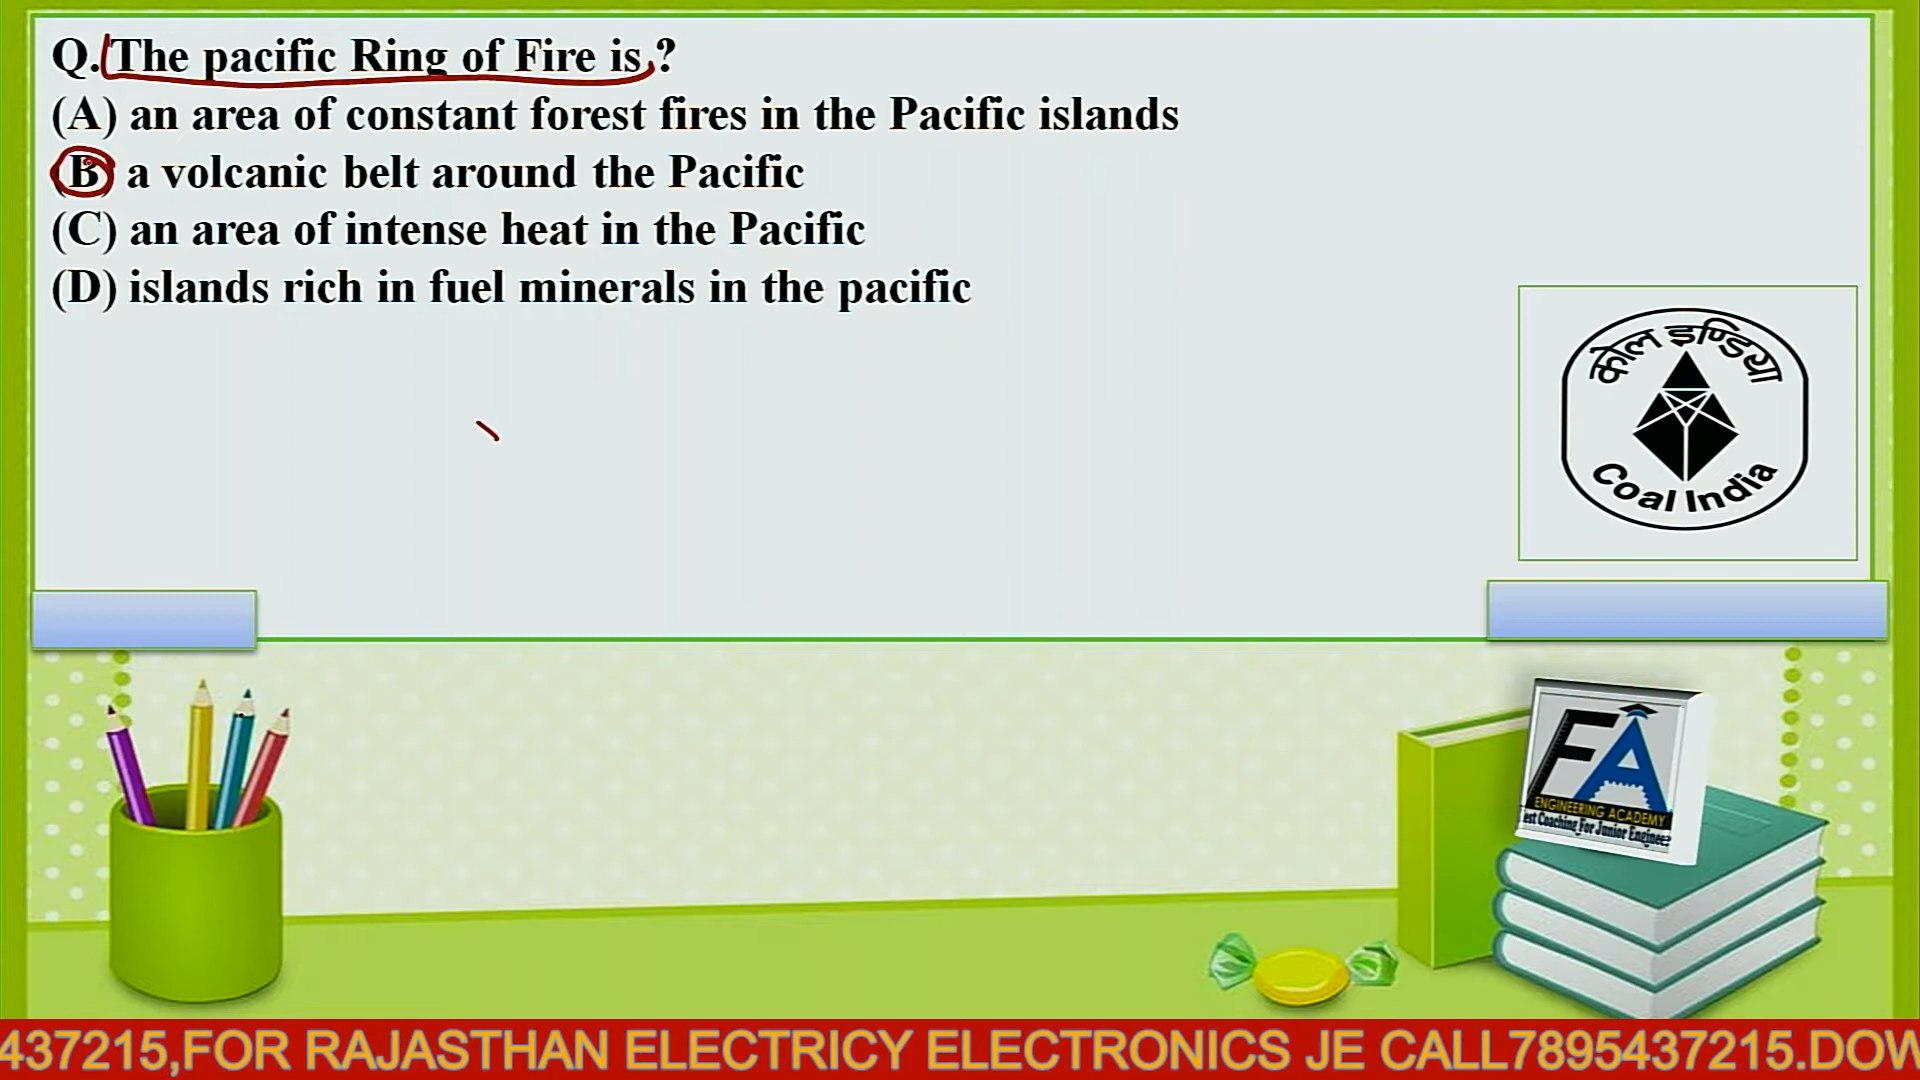 Q. The pacific Ring of Fire is ?
(A) an area of constant forest fires in the Pacific islands
(B) a volcanic belt around the Pacific
(C) an area of intense heat in the Pacific
(D) islands rich in fuel minerals in the pacific
कोल इण्डिया
Coal India
FA
ENGINEERING ACADEMY
est Coaching For Junior Enginee
437215,FOR RAJASTHAN ELECTRICY ELECTRONICS JE CALL7895437215.DOW